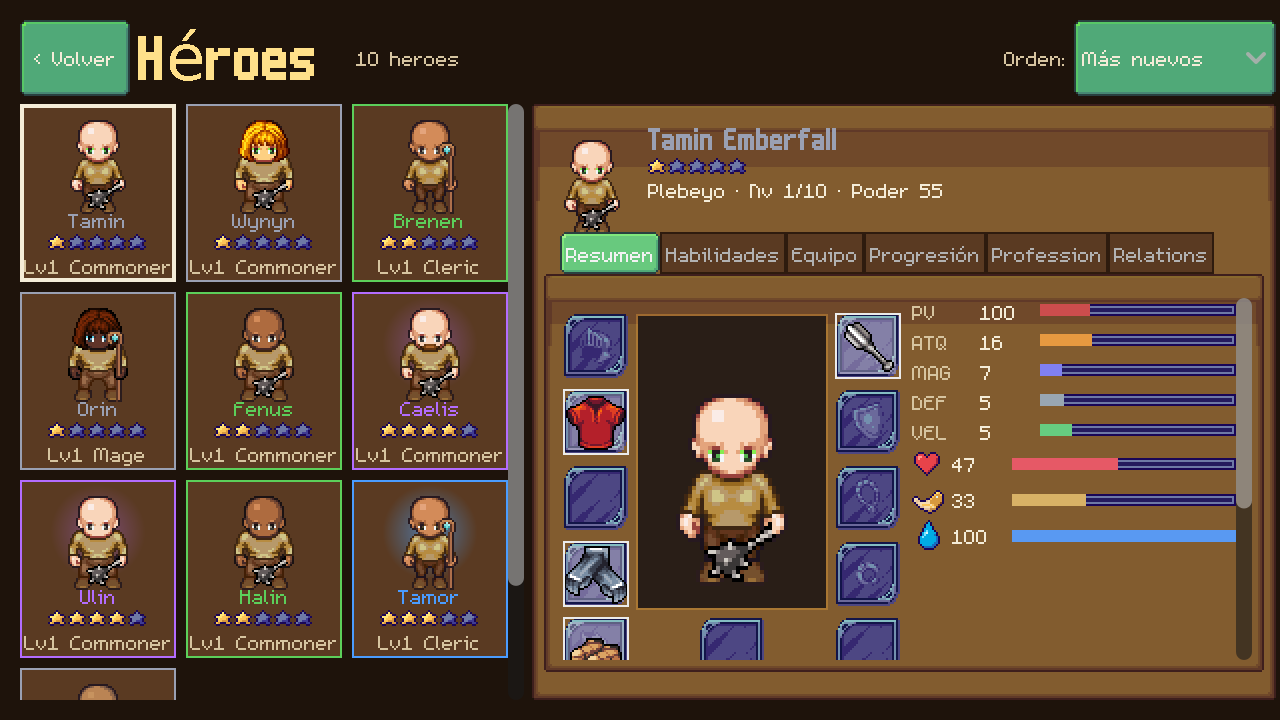 < Volver
Héroes
10 heroes
Orden:
Más nuevos
Tamin
Lv1 Commoner
Wynyn
Lv1 Commoner
Brenen
Lv1 Cleric
Orin
Lv1 Mage
Fenus
Lv1 Commoner
Caelis
Lv1 Commoner
Ulin
Lv1 Commoner
Halin
Lv1 Commoner
Tamor
Lv1 Cleric
Tamin Emberfall
Plebeyo · Nv 1/10 · Poder 55
Resumen
Habilidades
Equipo
Progresión
Profession
Relations
PV 100
ATQ 16
MAG 7
DEF 5
VEL 5
47
33
100